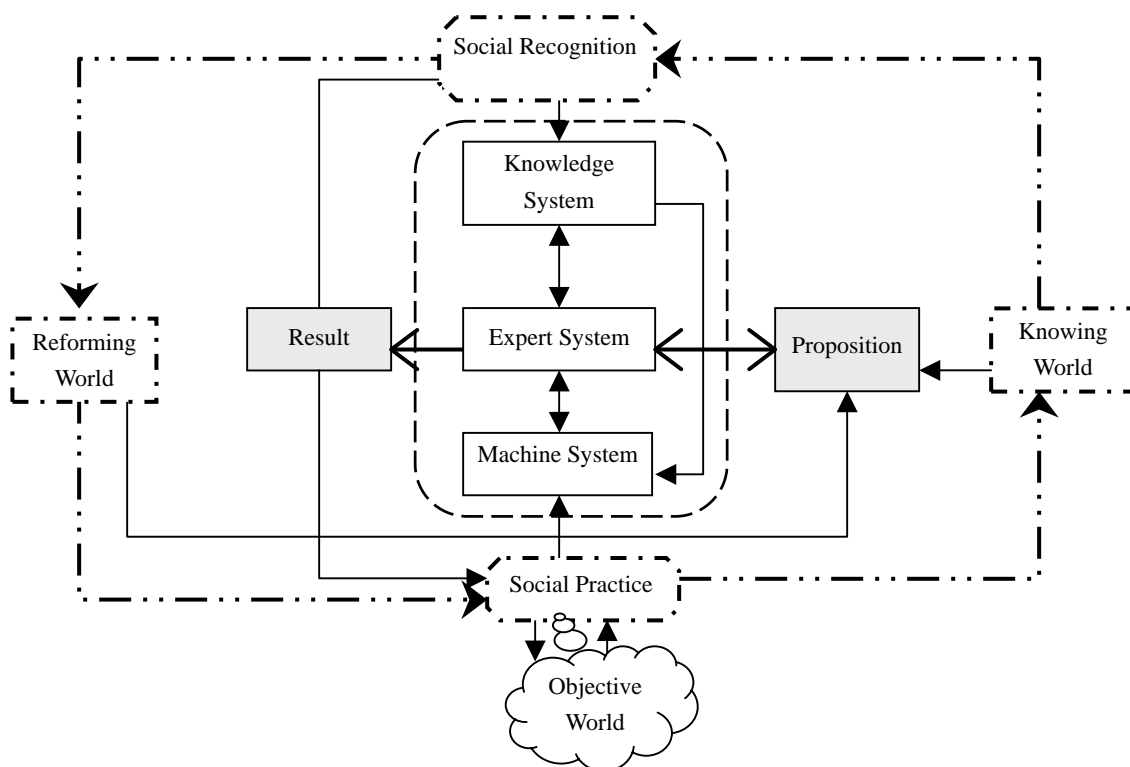 Social Recognition
Knowledge
System
Reforming
World
Result
Expert System
Proposition
Knowing
World
Machine System
Social Practice
Objective
World